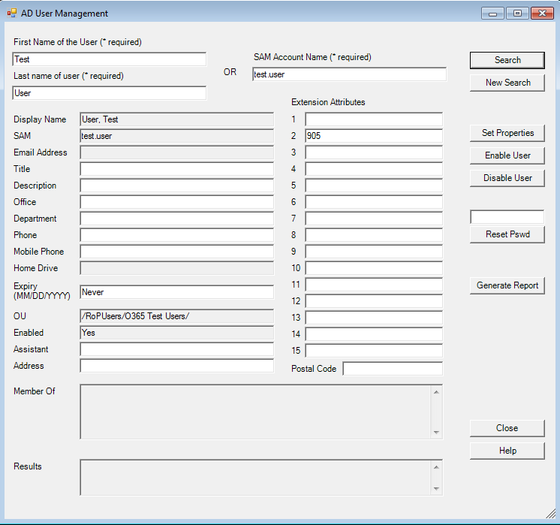 AD User Management
First Name of the User (* required)
Test
Last name of user (* required)
User
OR
SAM Account Name (* required)
test.user
Search
New Search
Extension Attributes
Display Name User, Test
SAM test.user
Email Address
Title
Description
Office
Department
Phone
Mobile Phone
Home Drive
Expiry
(MM/DD/YYYY) Never
OU /RoPUsers/O365 Test Users/
Enabled Yes
Assistant
Address
1
2 905
3
4
5
6
7
8
9
10
11
12
13
14
15
Postal Code
Set Properties
Enable User
Disable User
Reset Pswd
Generate Report
Member Of
Close
Help
Results